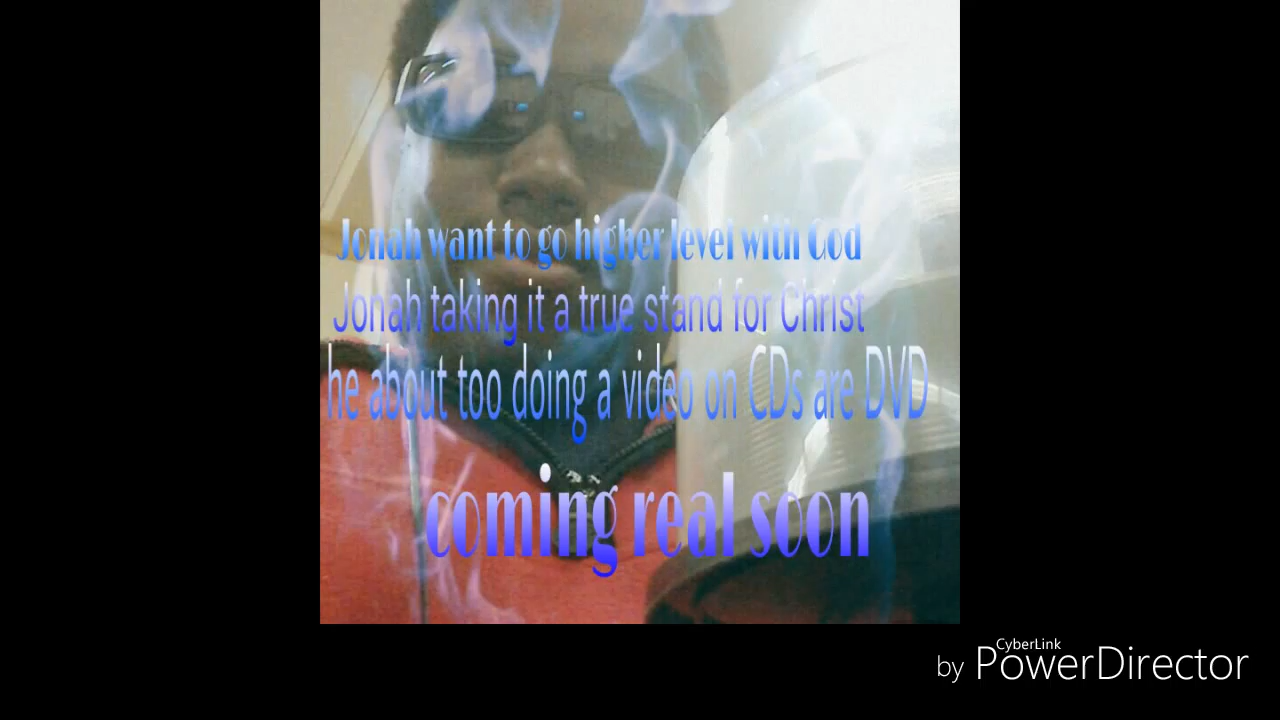 Jonah want to go higher level with God
Jonah taking it a true stand for Christ
he about too doing a video on CDs are DVD
coming real soon
CyberLink
by PowerDirector